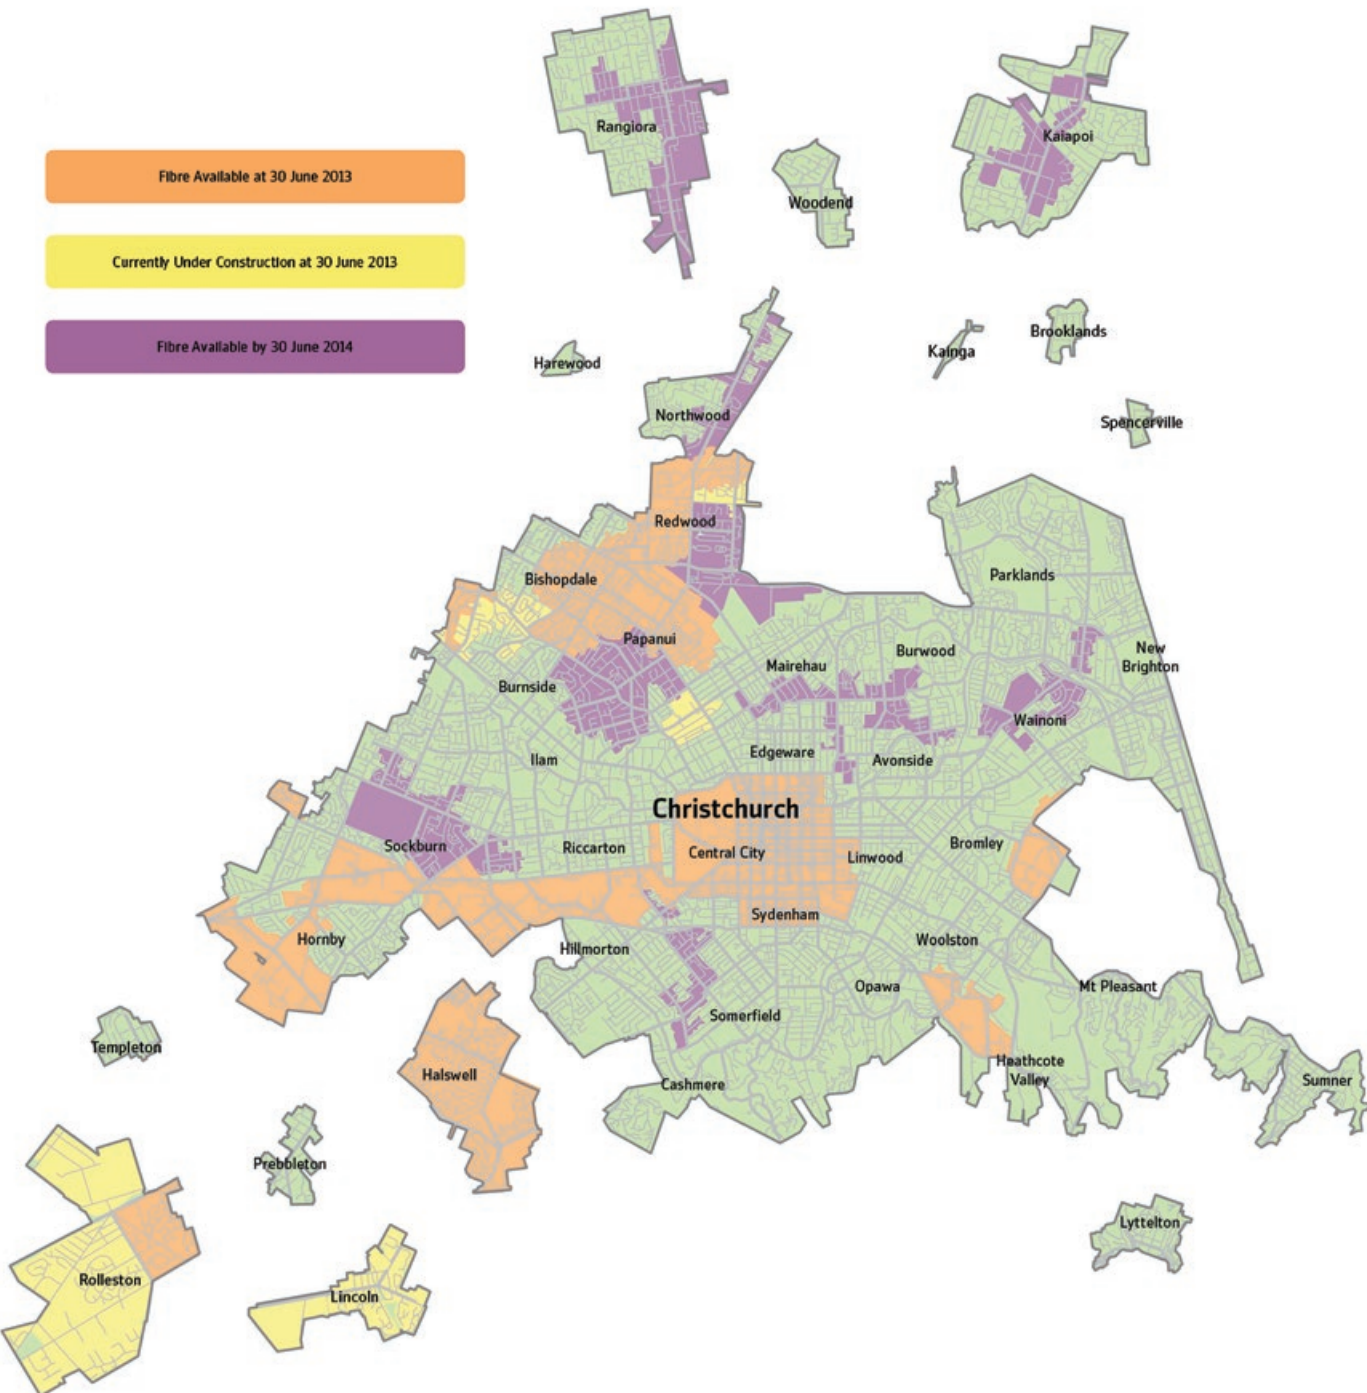 Rangiora
Kaiapoi
Fibre Available at 30 June 2013
Woodend
Currently Under Construction at 30 June 2013
Fibre Available by 30 June 2014
Harewood
Kainga
Brooklands
Northwood
Spencerville
Redwood
Bishopdale
Parklands
Papanui
Mairehau
Burwood
New
Brighton
Burnside
Wainoni
Ilam
Edgeware
Avonside
Christchurch
Sockburn
Riccarton
Central City
Linwood
Bromley
Sydenham
Hornby
Hillmorton
Woolston
Opawa
Mt Pleasant
Somerfield
Templeton
Halswell
Cashmere
Heathcote
Valley
Sumner
Prebbleton
Lyttelton
Rolleston
Lincoln